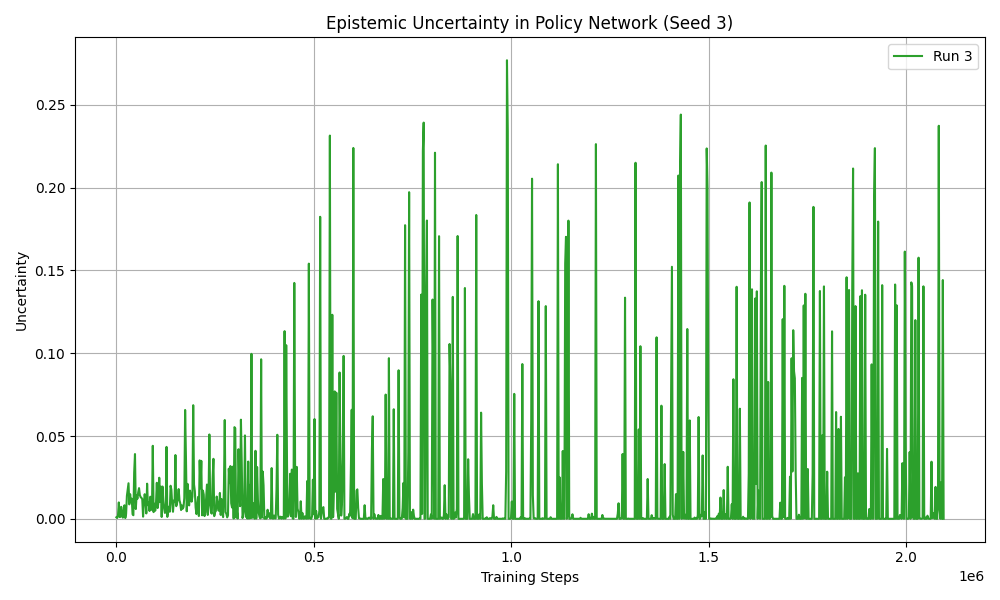 Epistemic Uncertainty in Policy Network (Seed 3)
Run 3
Uncertainty
0.25
0.20
0.15
0.10
0.05
0.00
0.0 0.5 1.0 1.5 2.0
1e6
Training Steps